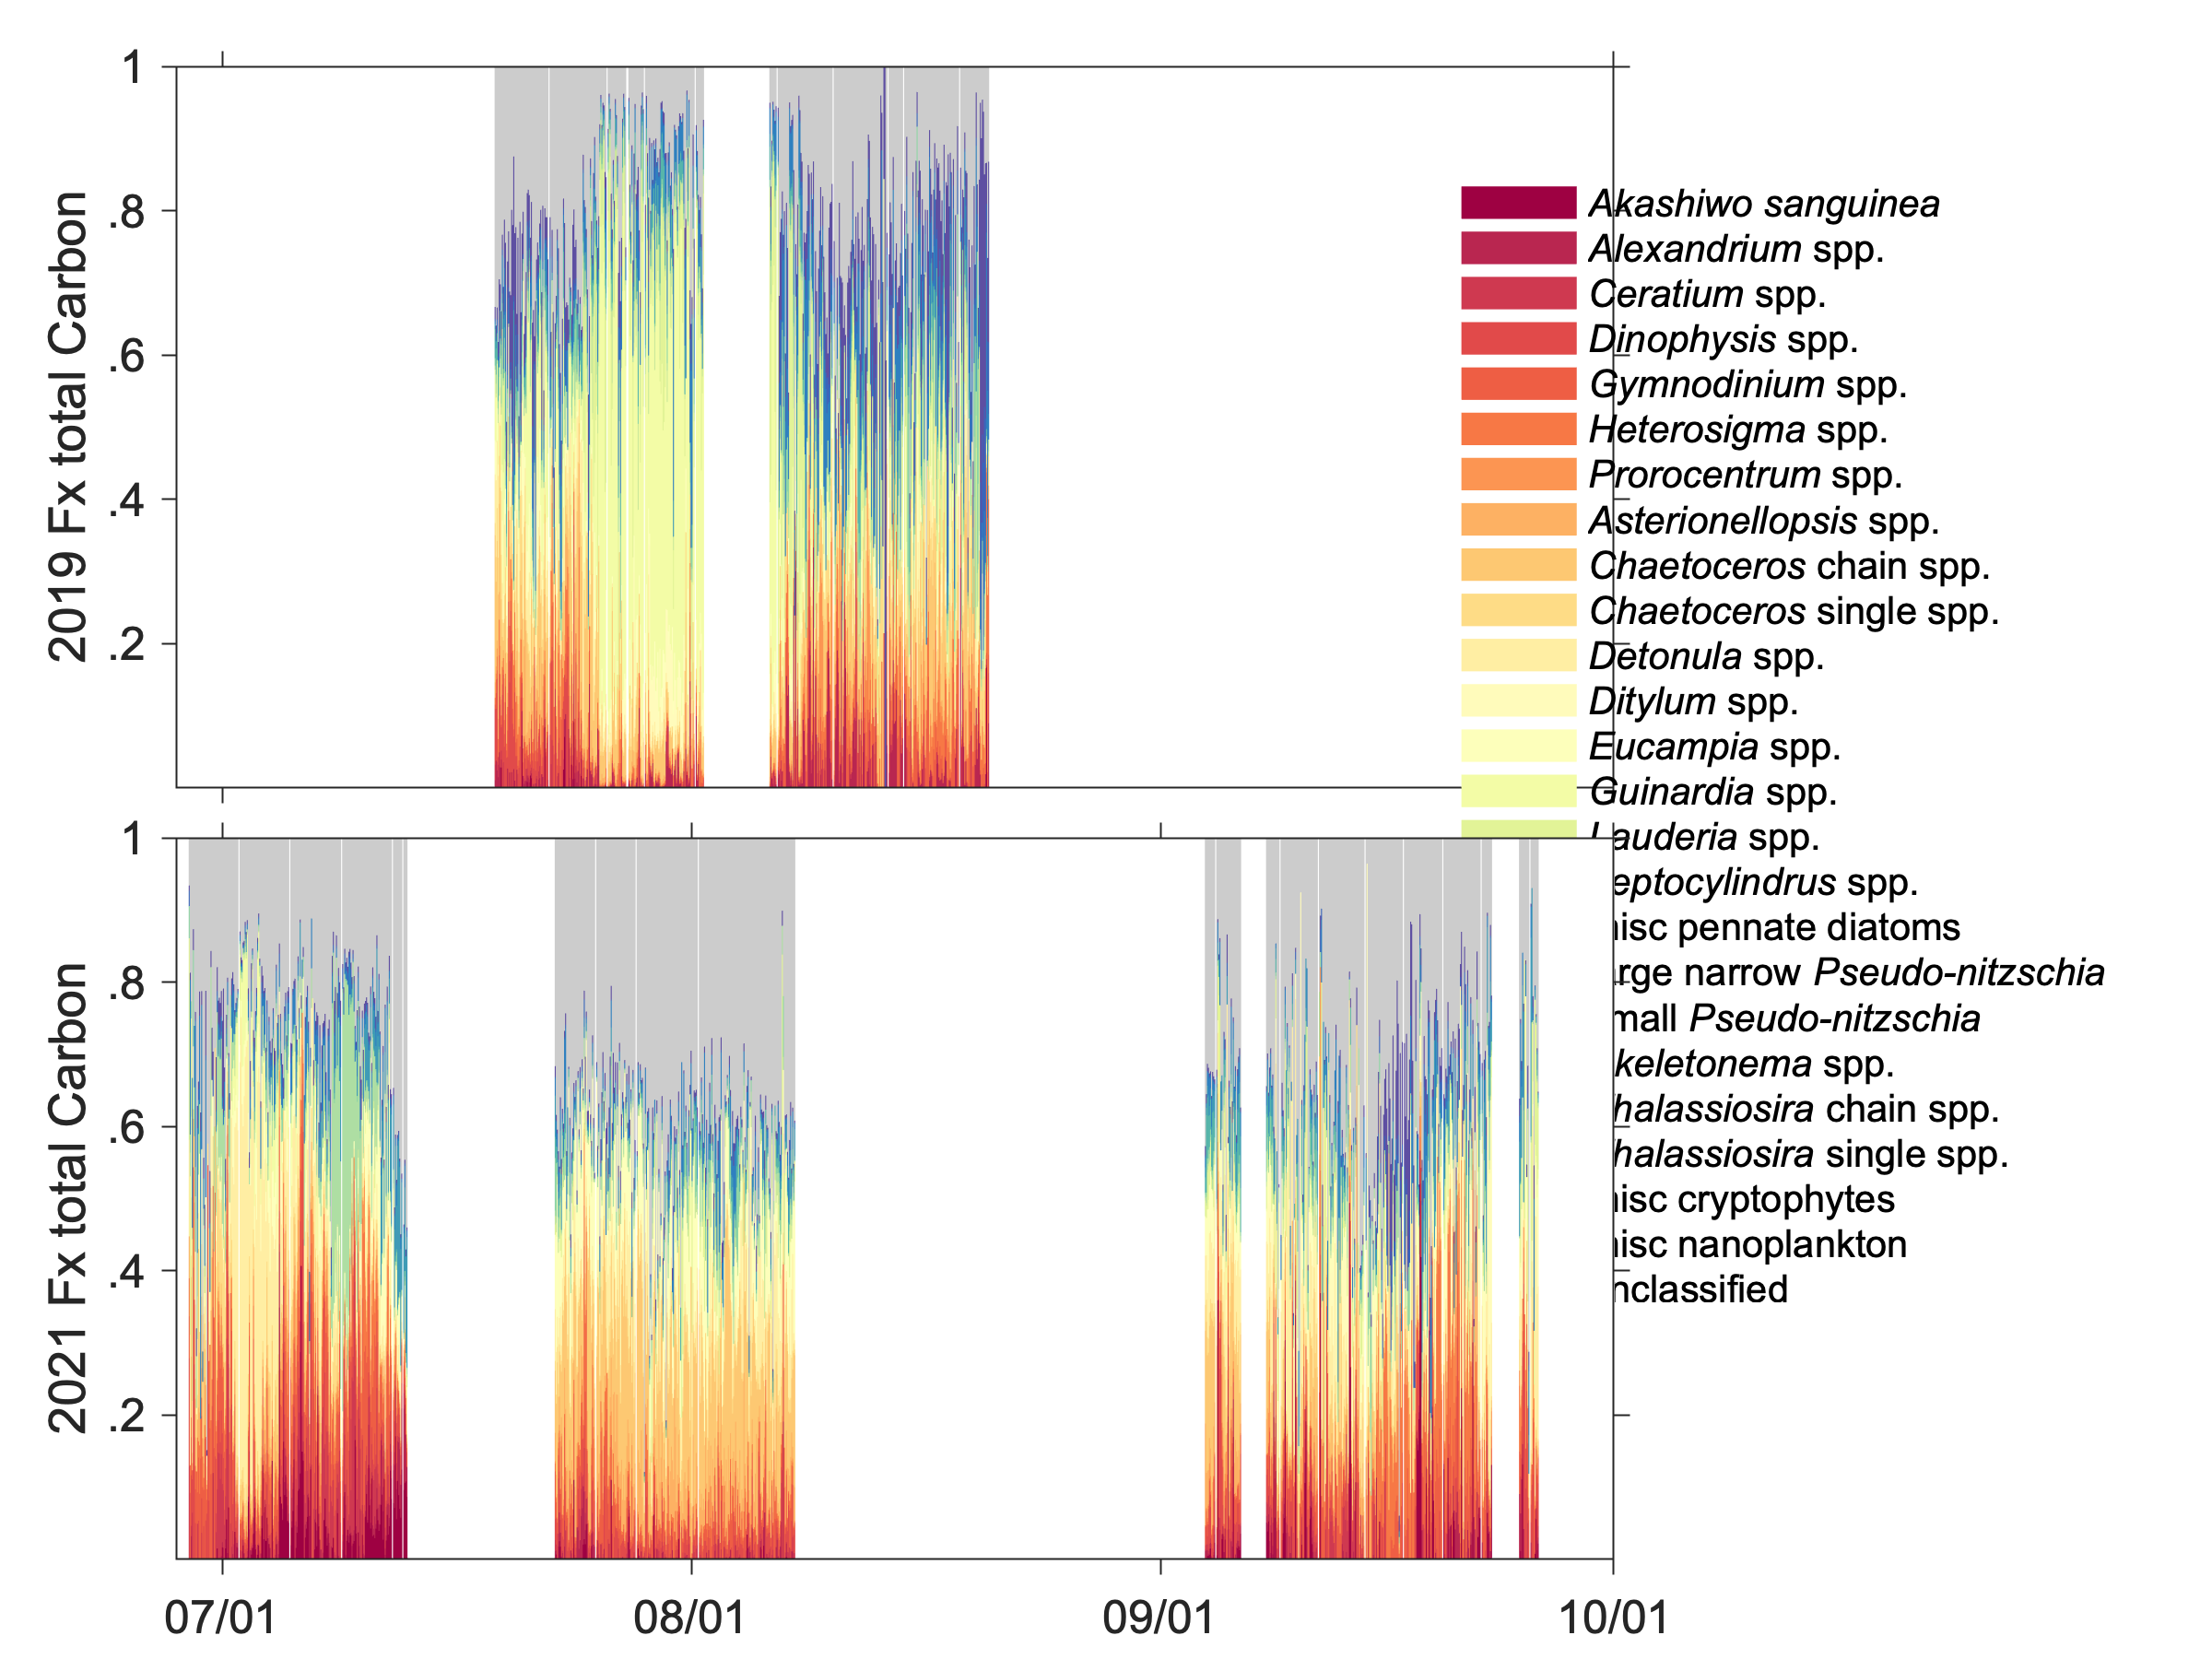 2019 Fx total Carbon
1
.8
.6
.4
.2
Akashiwo sanguinea
Alexandrium spp.
Ceratium spp.
Dinophysis spp.
Gymnodinium spp.
Heterosigma spp.
Prorocentrum spp.
Asterionellopsis spp.
Chaetoceros chain spp.
Chaetoceros single spp.
Detonula spp.
Ditylum spp.
Eucampia spp.
Guinardia spp.
Lauderia spp.
eptocylindrus spp.
isc pennate diatoms
arge narrow Pseudo-nitzschia
mall Pseudo-nitzschia
keletonema spp.
halassiosira chain spp.
halassiosira single spp.
isc cryptophytes
isc nanoplankton
nclassified
2021 Fx total Carbon
1
.8
.6
.4
.2
07/01
08/01
09/01
10/01